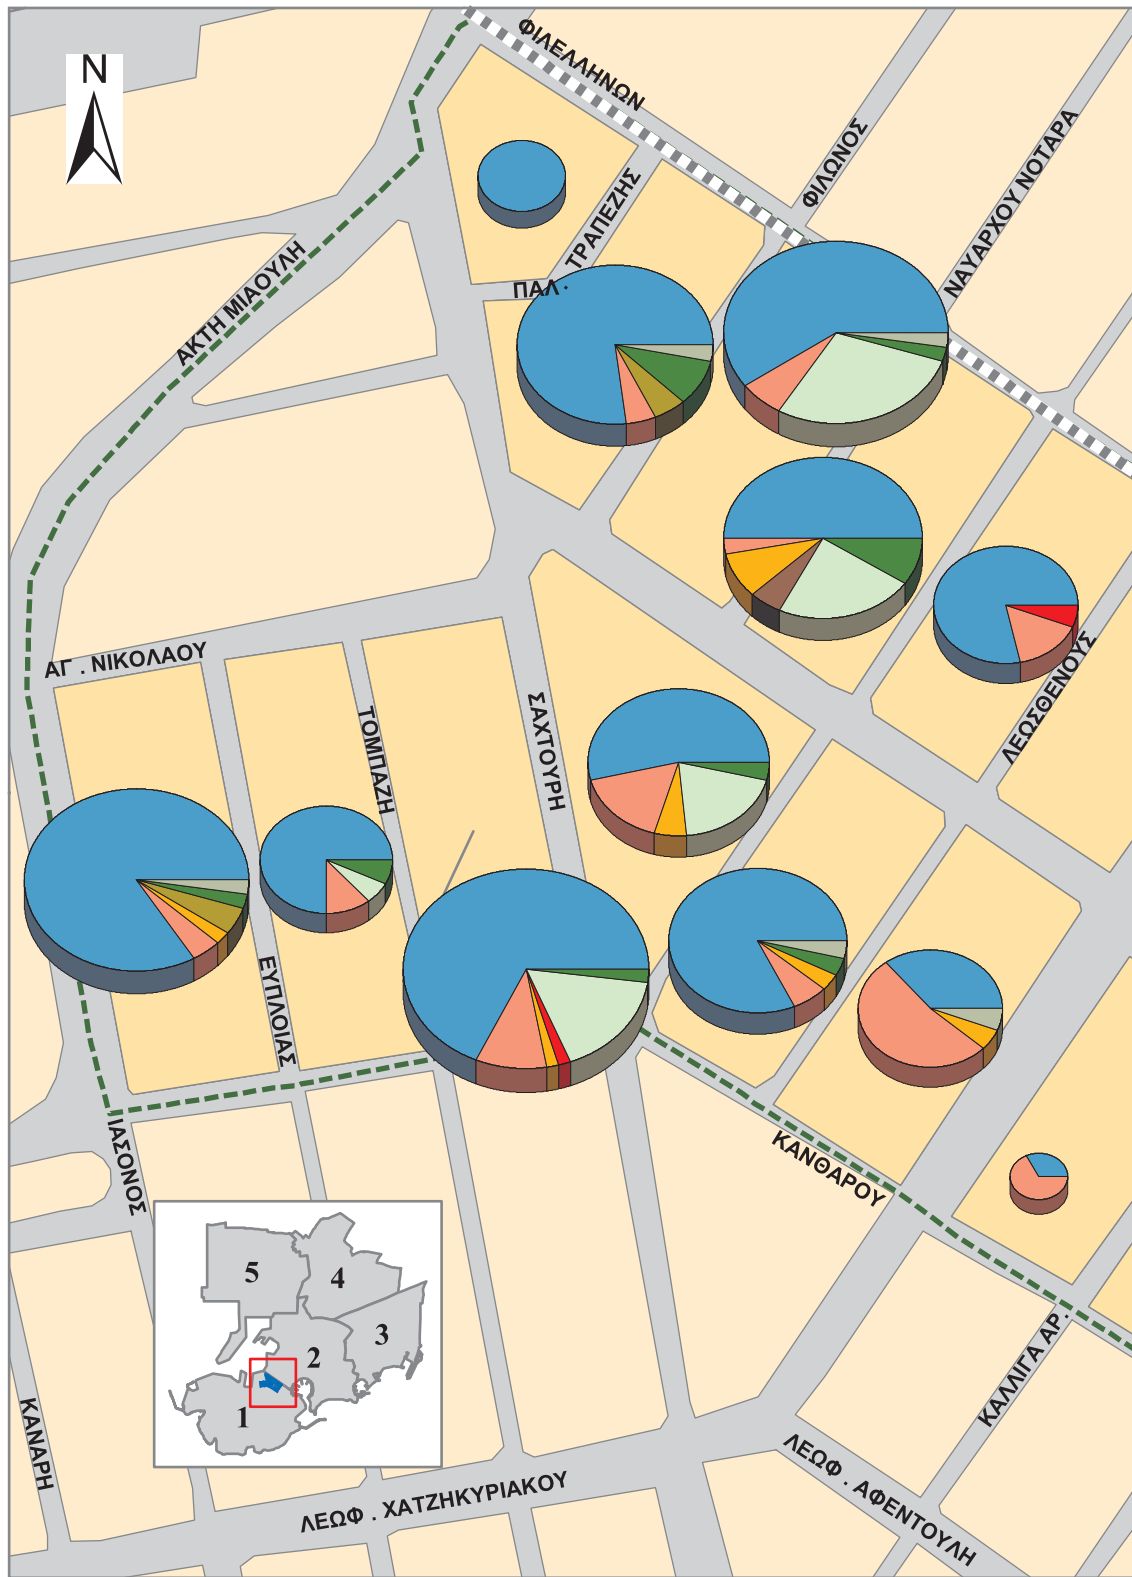 ΦΙΛΕΛΛΗΝΩΝ
N
ΦΙΛΩΝΟΣ
ΝΑΥΑΡΧΟΥ ΝΟΤΑΡΑ
ΠΑΛ. ΤΡΑΠΕΖΗΣ
ΑΚΤΗ ΜΙΑΟΥΛΗ
ΑΓ . ΝΙΚΟΛΑΟΥ
ΛΕΩΣΘΕΝΟΥΣ
ΤΟΜΠΑΖΗ
ΣΑΧΤΟΥΡΗ
ΕΥΠΛΟΙΑΣ
ΙΑΣΟΝΟΣ
ΚΑΝΘΑΡΟΥ
5
4
3
2
1
ΚΑΛΛΙΓΑ ΑΡ.
ΚΑΝΑΡΗ
ΛΕΩΦ . ΧΑΤΖΗΚΥΡΙΑΚΟΥ
ΛΕΩΦ . ΑΦΕΝΤΟΥΛΗ